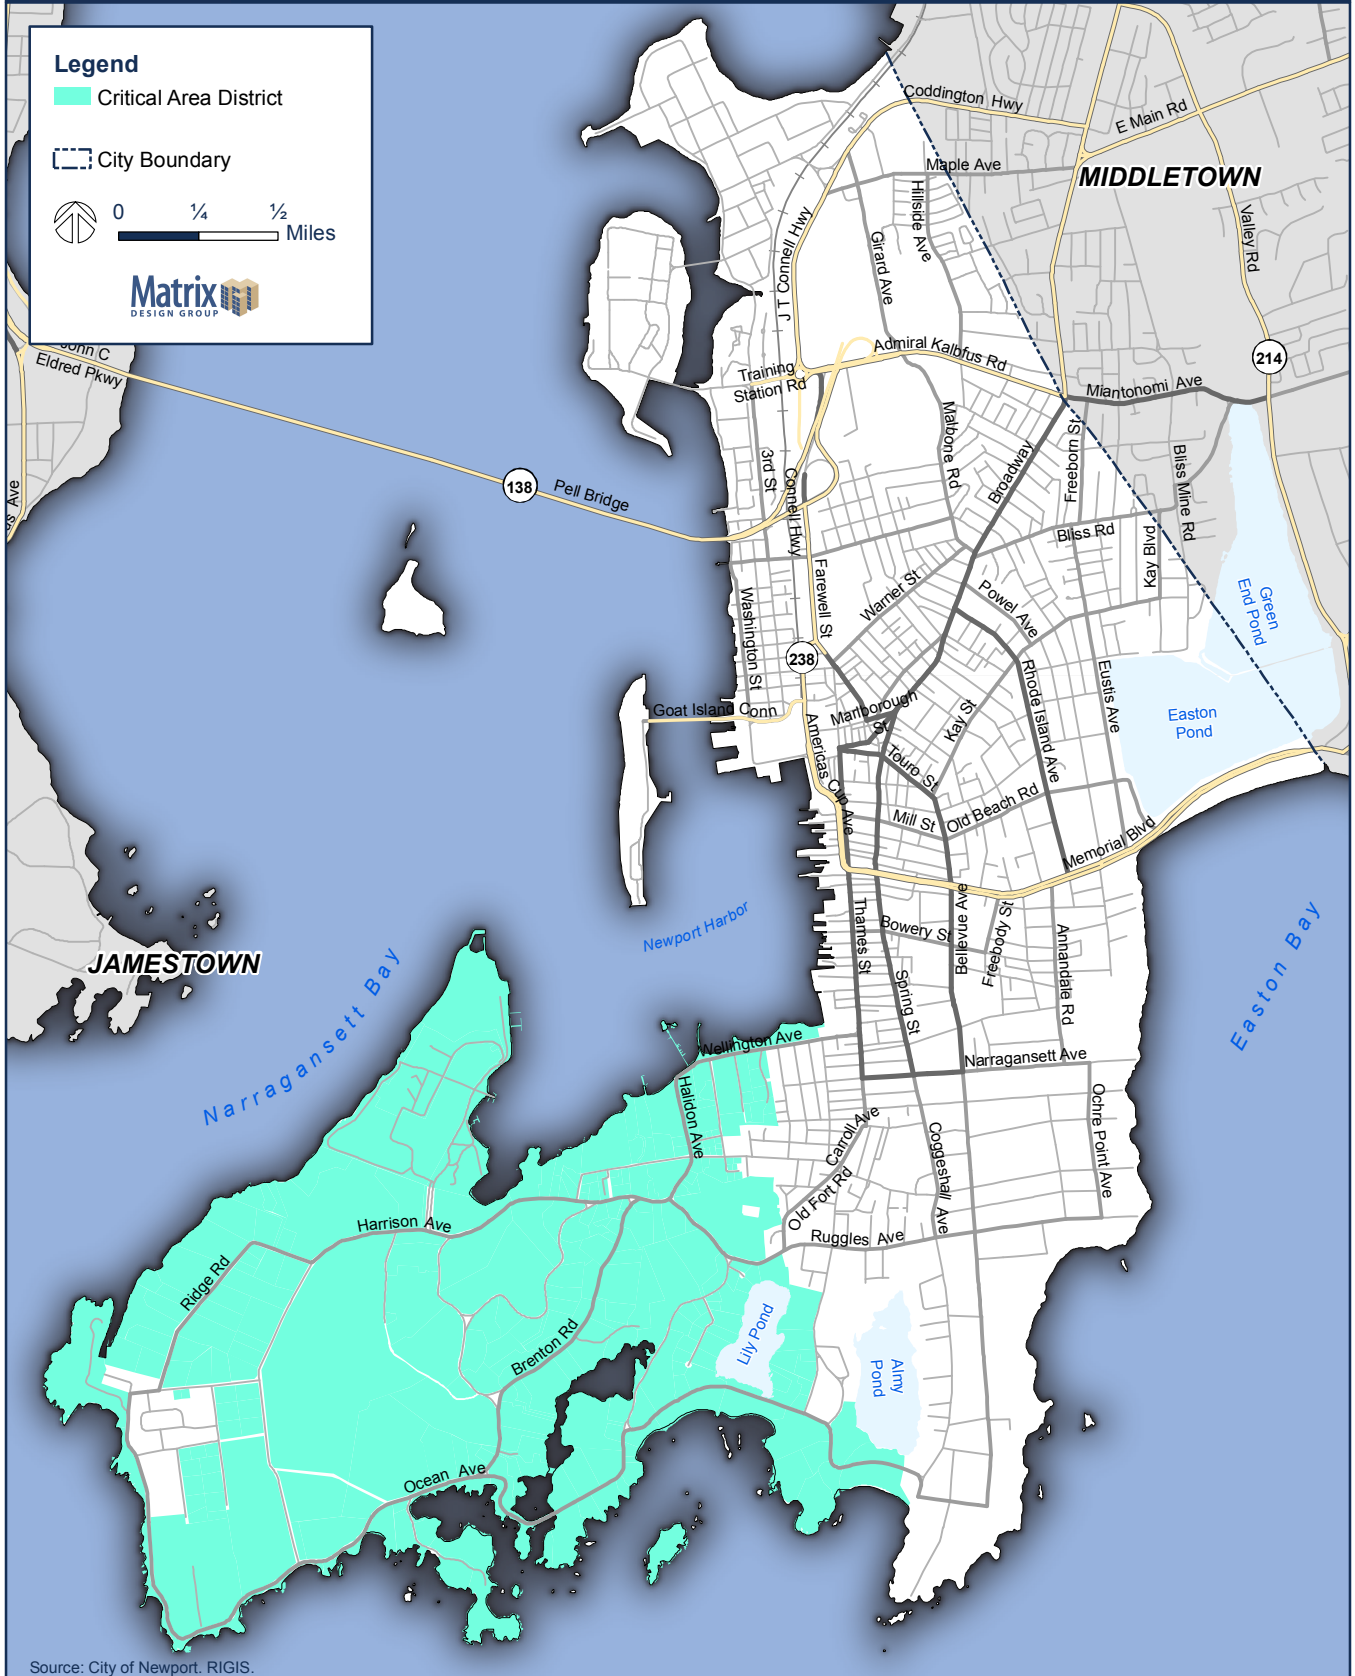 Legend
Critical Area District
City Boundary
0 ¼ ½
Miles
Matrix
DESIGN GROUP
Coddington Hwy
E Main Rd
Maple Ave
MIDDLETOWN
Hillside Ave
Valley Rd
J T Connell Hwy
Girard Ave
John C
Eldred Pkwy
Admiral Kalbfus Rd
214
Training
Station Rd
Miantonomi Ave
Malbone Rd
Broadway
Freeborn St
Bliss Mine Rd
3rd St
Connell Hwy
138
Pell Bridge
Bliss Rd
Kay Blvd
Farewell St
Warner St
Powel Ave
Green
End Pond
Washington St
238
Rhode Island Ave
Eustis Ave
Goat Island Conn
Marlborough
St
Kay St
Easton
Pond
Americas Cup Ave
Touro St
Mill St
Old Beach Rd
Memorial Blvd
Newport Harbor
Thames St
Bowery St
Bellevue Ave
Freebody St
Annandale Rd
Easton Bay
JAMESTOWN
Narragansett Bay
Spring St
Wellington Ave
Narragansett Ave
Halidon Ave
Carroll Ave
Coggeshall Ave
Ochre Point Ave
Old Fort Rd
Harrison Ave
Ruggles Ave
Ridge Rd
Brenton Rd
Lily Pond
Almy
Pond
Ocean Ave
Source: City of Newport. RIGIS.